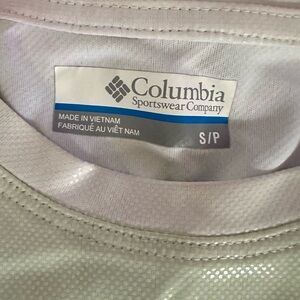 Columbia
Sportswear Company
MADE IN VIETNAM
FABRIQUÉ AU VIÊT NAM
S/P